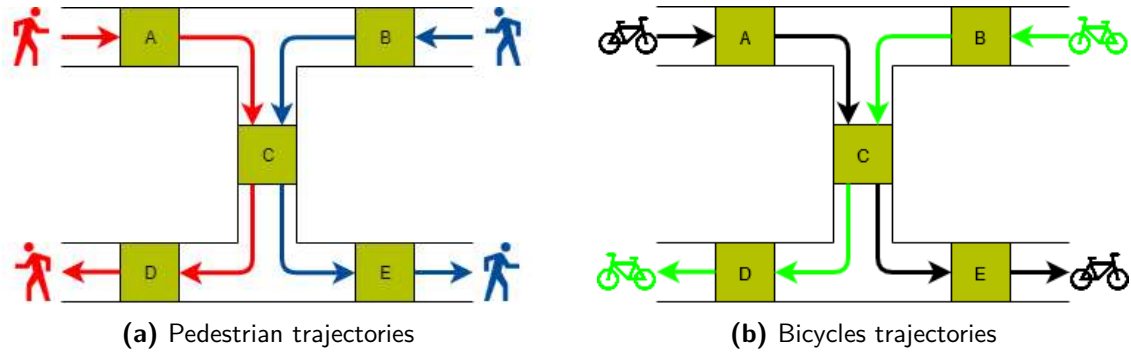 A B
C
D E
(a) Pedestrian trajectories
A B
C
D E
(b) Bicycles trajectories